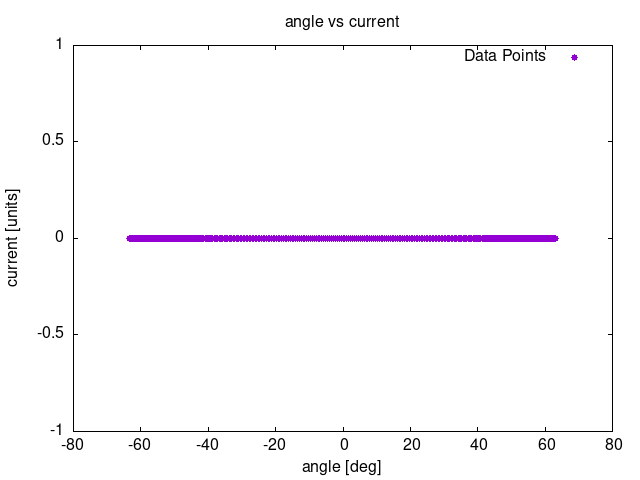 angle vs current
Data Points
1
0.5
0
-0.5
-1
-80 -60 -40 -20 0 20 40 60 80
angle [deg]
current [units]